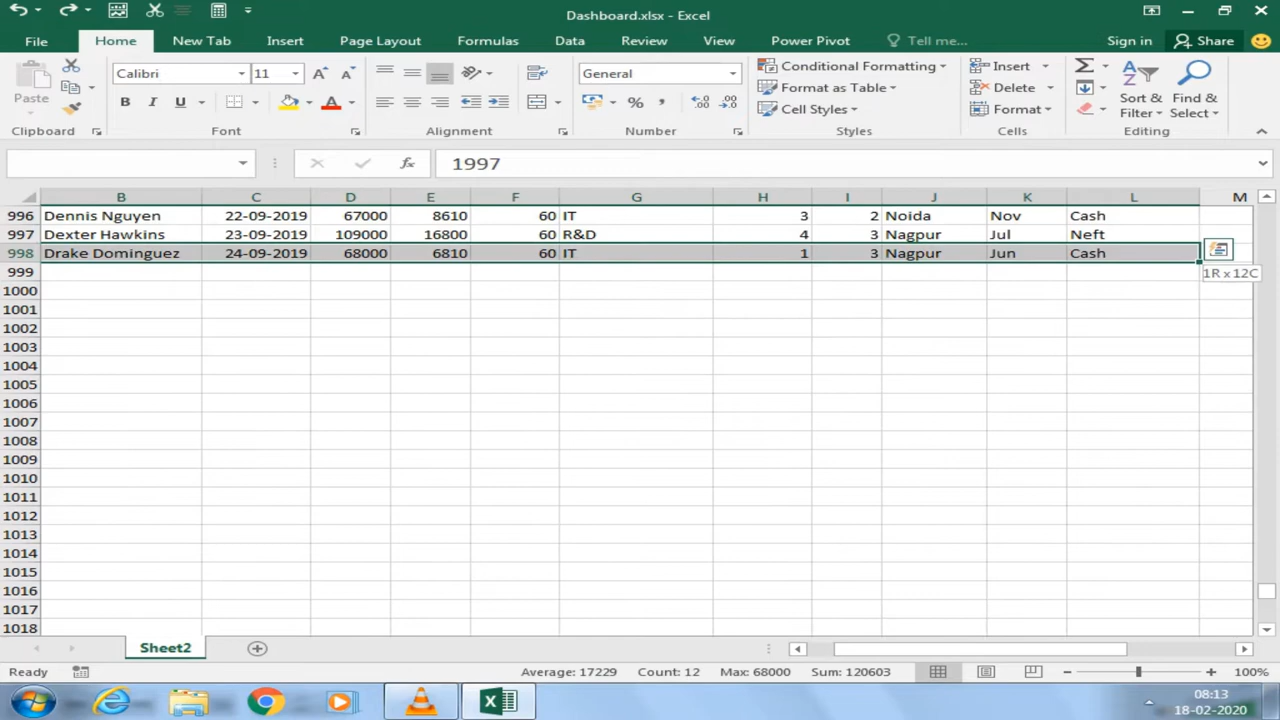 Dashboard.xlsx - Excel
Sign in Share
File Home New Tab Insert Page Layout Formulas Data Review View Power Pivot Tell me...
Paste
Calibri 11
B I U A
General
% ,
Conditional Formatting
Format as Table
Cell Styles
Insert
Delete
Format
Sort & Filter
Find & Select
Clipboard Font Alignment Number Styles Cells Editing
fx 1997
B C D E F G H I J K L M
996 Dennis Nguyen 22-09-2019 67000 8610 60 IT 3 2 Noida Nov Cash
997 Dexter Hawkins 23-09-2019 109000 16800 60 R&D 4 3 Nagpur Jul Neft
998 Drake Dominguez 24-09-2019 68000 6810 60 IT 1 3 Nagpur Jun Cash
999 1R x 12C
1000
1001
1002
1003
1004
1005
1006
1007
1008
1009
1010
1011
1012
1013
1014
1015
1016
1017
1018
Sheet2
Ready Average: 17229 Count: 12 Max: 68000 Sum: 120603 100%
08:13
18-02-2020